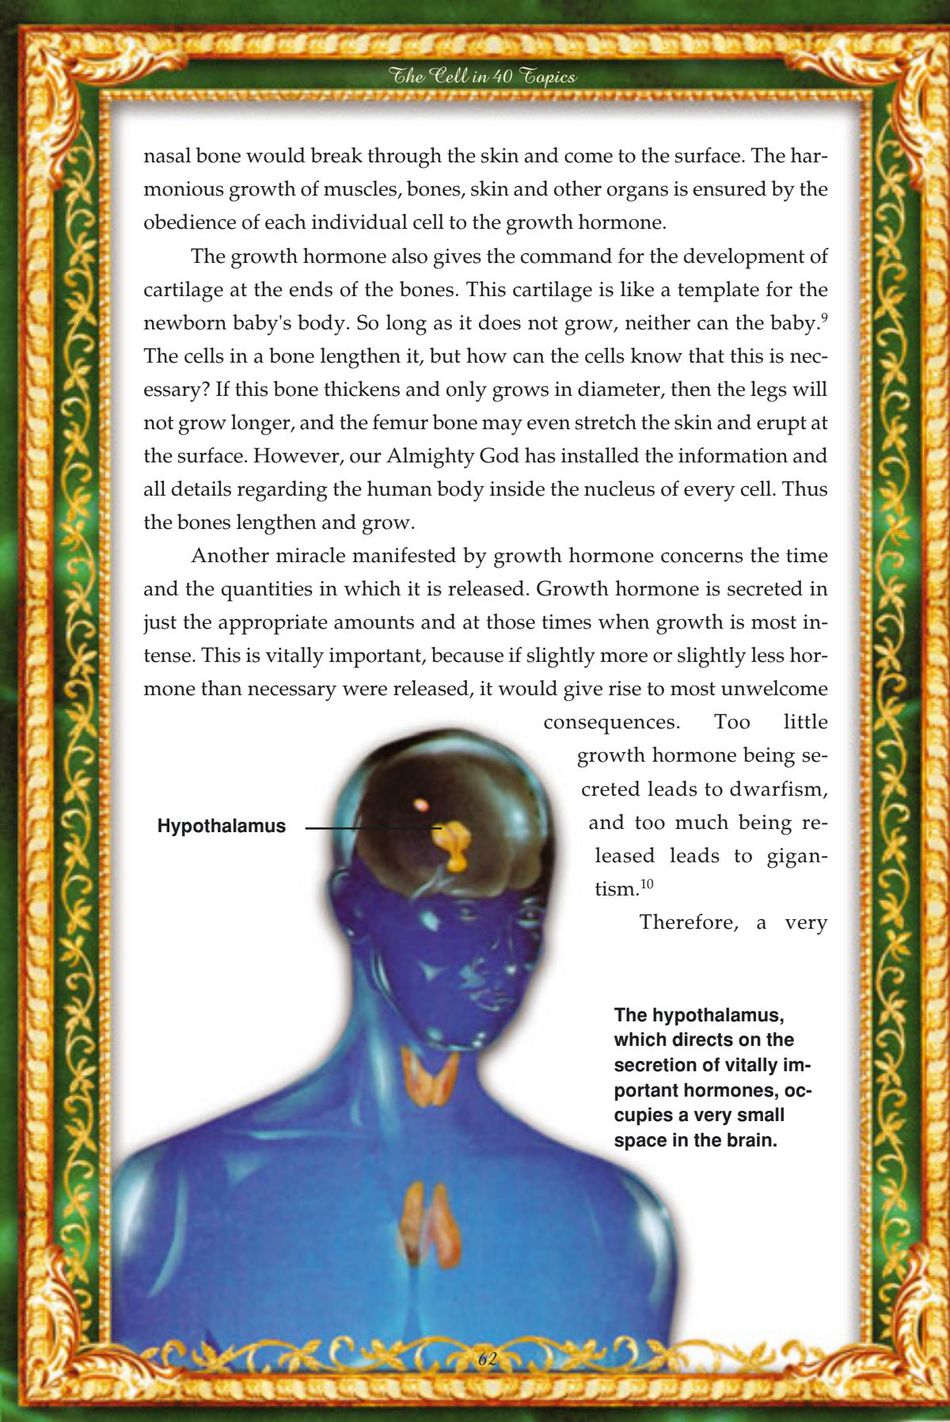 The Cell in 40 Topics
nasal bone would break through the skin and come to the surface. The har-
monious growth of muscles, bones, skin and other organs is ensured by the
obedience of each individual cell to the growth hormone.
The growth hormone also gives the command for the development of
cartilage at the ends of the bones. This cartilage is like a template for the
newborn baby's body. So long as it does not grow, neither can the baby.⁹
The cells in a bone lengthen it, but how can the cells know that this is nec-
essary? If this bone thickens and only grows in diameter, then the legs will
not grow longer, and the femur bone may even stretch the skin and erupt at
the surface. However, our Almighty God has installed the information and
all details regarding the human body inside the nucleus of every cell. Thus
the bones lengthen and grow.
Another miracle manifested by growth hormone concerns the time
and the quantities in which it is released. Growth hormone is secreted in
just the appropriate amounts and at those times when growth is most in-
tense. This is vitally important, because if slightly more or slightly less hor-
mone than necessary were released, it would give rise to most unwelcome
consequences. Too little
growth hormone being se-
creted leads to dwarfism,
and too much being re-
leased leads to gigan-
tism.¹⁰
Therefore, a very
Hypothalamus
The hypothalamus,
which directs on the
secretion of vitally im-
portant hormones, oc-
cupies a very small
space in the brain.
62